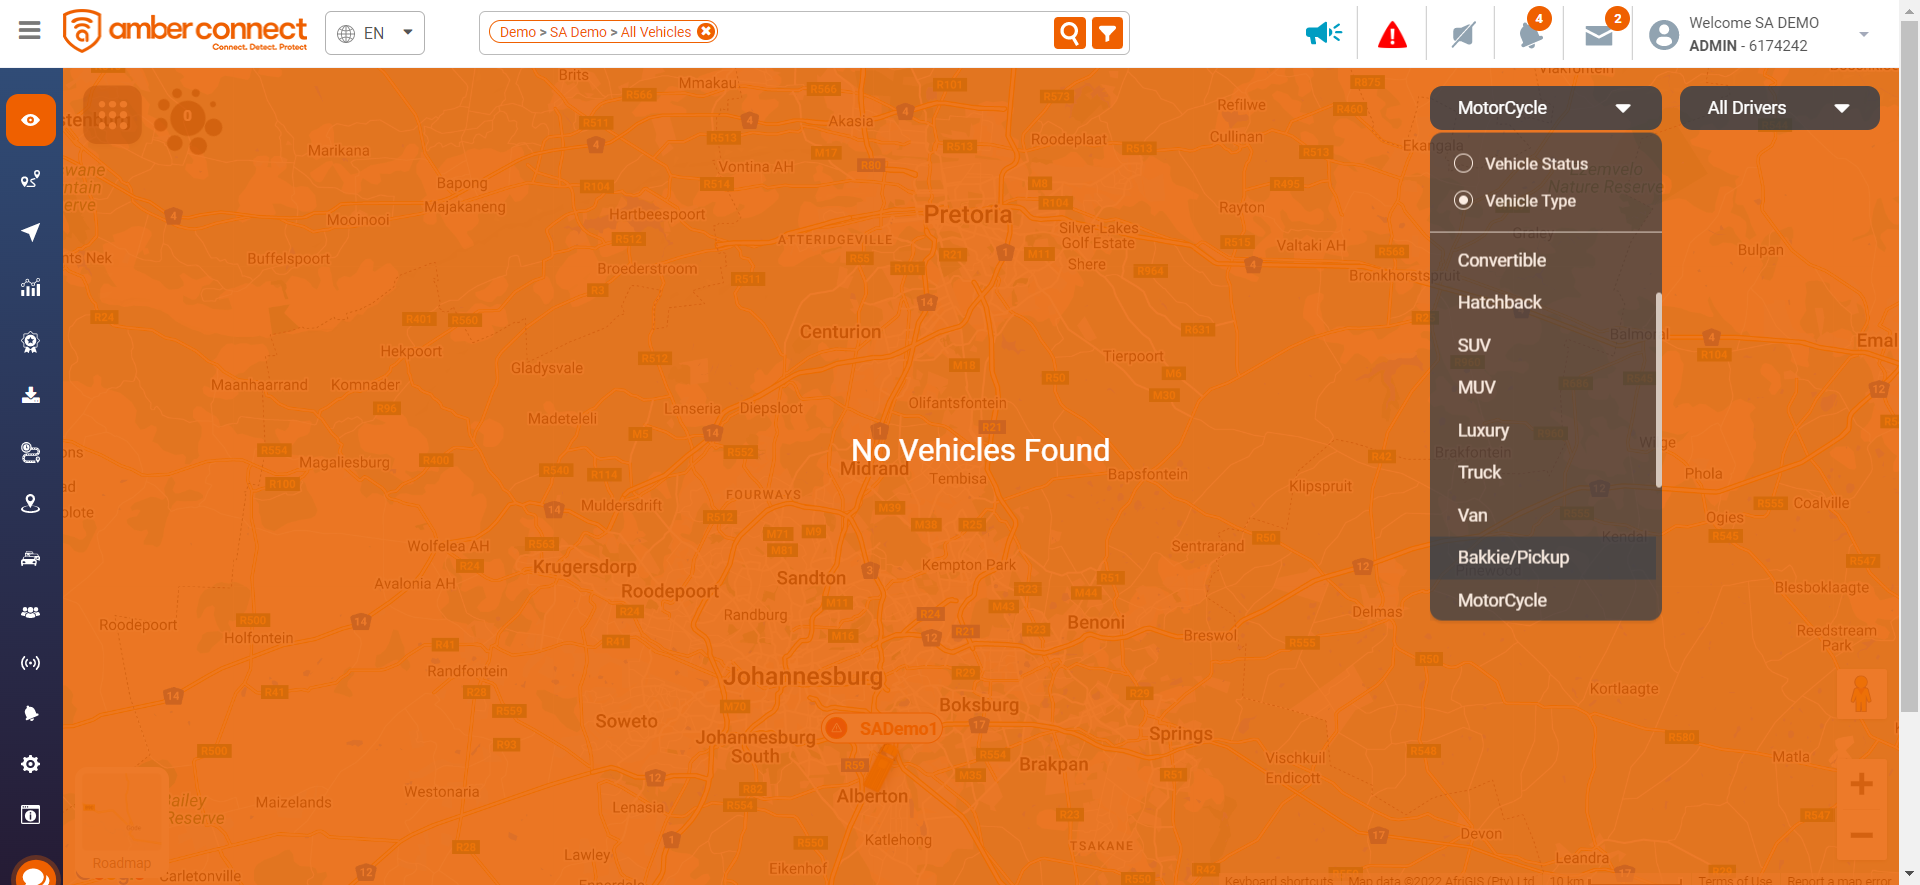 amber connect
Connect. Detect. Protect
EN
Demo > SA Demo > All Vehicles
4
2
Welcome SA DEMO
ADMIN - 6174242
MotorCycle
All Drivers
Vehicle Status
Vehicle Type
Convertible
Hatchback
SUV
MUV
Luxury
Truck
Van
Bakkie/Pickup
MotorCycle
No Vehicles Found
0
Brits
Mmakau
Akasia
Refilwe
Cullinan
Roodeplaat
Ekangala
Marikana
Vontina AH
Bapong
Majakaneng
Mooinooi
Hartbeespoort
Pretoria
Rayton
ATTERIDGEVILLE
Silver Lakes
Golf Estate
Shere
Valtaki AH
Bulpan
Buffelspoort
Broederstroom
Bronkhorstspruit
Centurion
Hekpoort
Gladysvale
Tierpoort
Balmoral
Maanhaarrand
Komnader
Lanseria
Diepsloot
Olifantsfontein
Madeteleli
Magaliesburg
Midrand
Tembisa
Bapsfontein
Klipspruit
Phola
FOURWAYS
Muldersdrift
Coalville
Ogies
Wolfelea AH
Sentrarand
Kendal
Krugersdorp
Sandton
Kempton Park
Avalonia AH
Roodepoort
Randburg
Delmas
Blesboklaagte
Roodepoort
Holfontein
Benoni
Breswol
Reedstream
Park
Randfontein
Johannesburg
Kortlaagte
Soweto
Boksburg
SADemo1
Johannesburg
South
Springs
Brakpan
Vischkuil
Endicott
Matla
Bailey
Reserve
Maizelands
Westonaria
Alberton
Lenasia
Katlehong
TSAKANE
Devon
Roadmap
Carletonville
Lawley
Eikenhof
Leandra
Keyboard shortcuts
Map data ©2022 AfriGIS (Pty) Ltd
10 km
Terms of Use
Report a map error